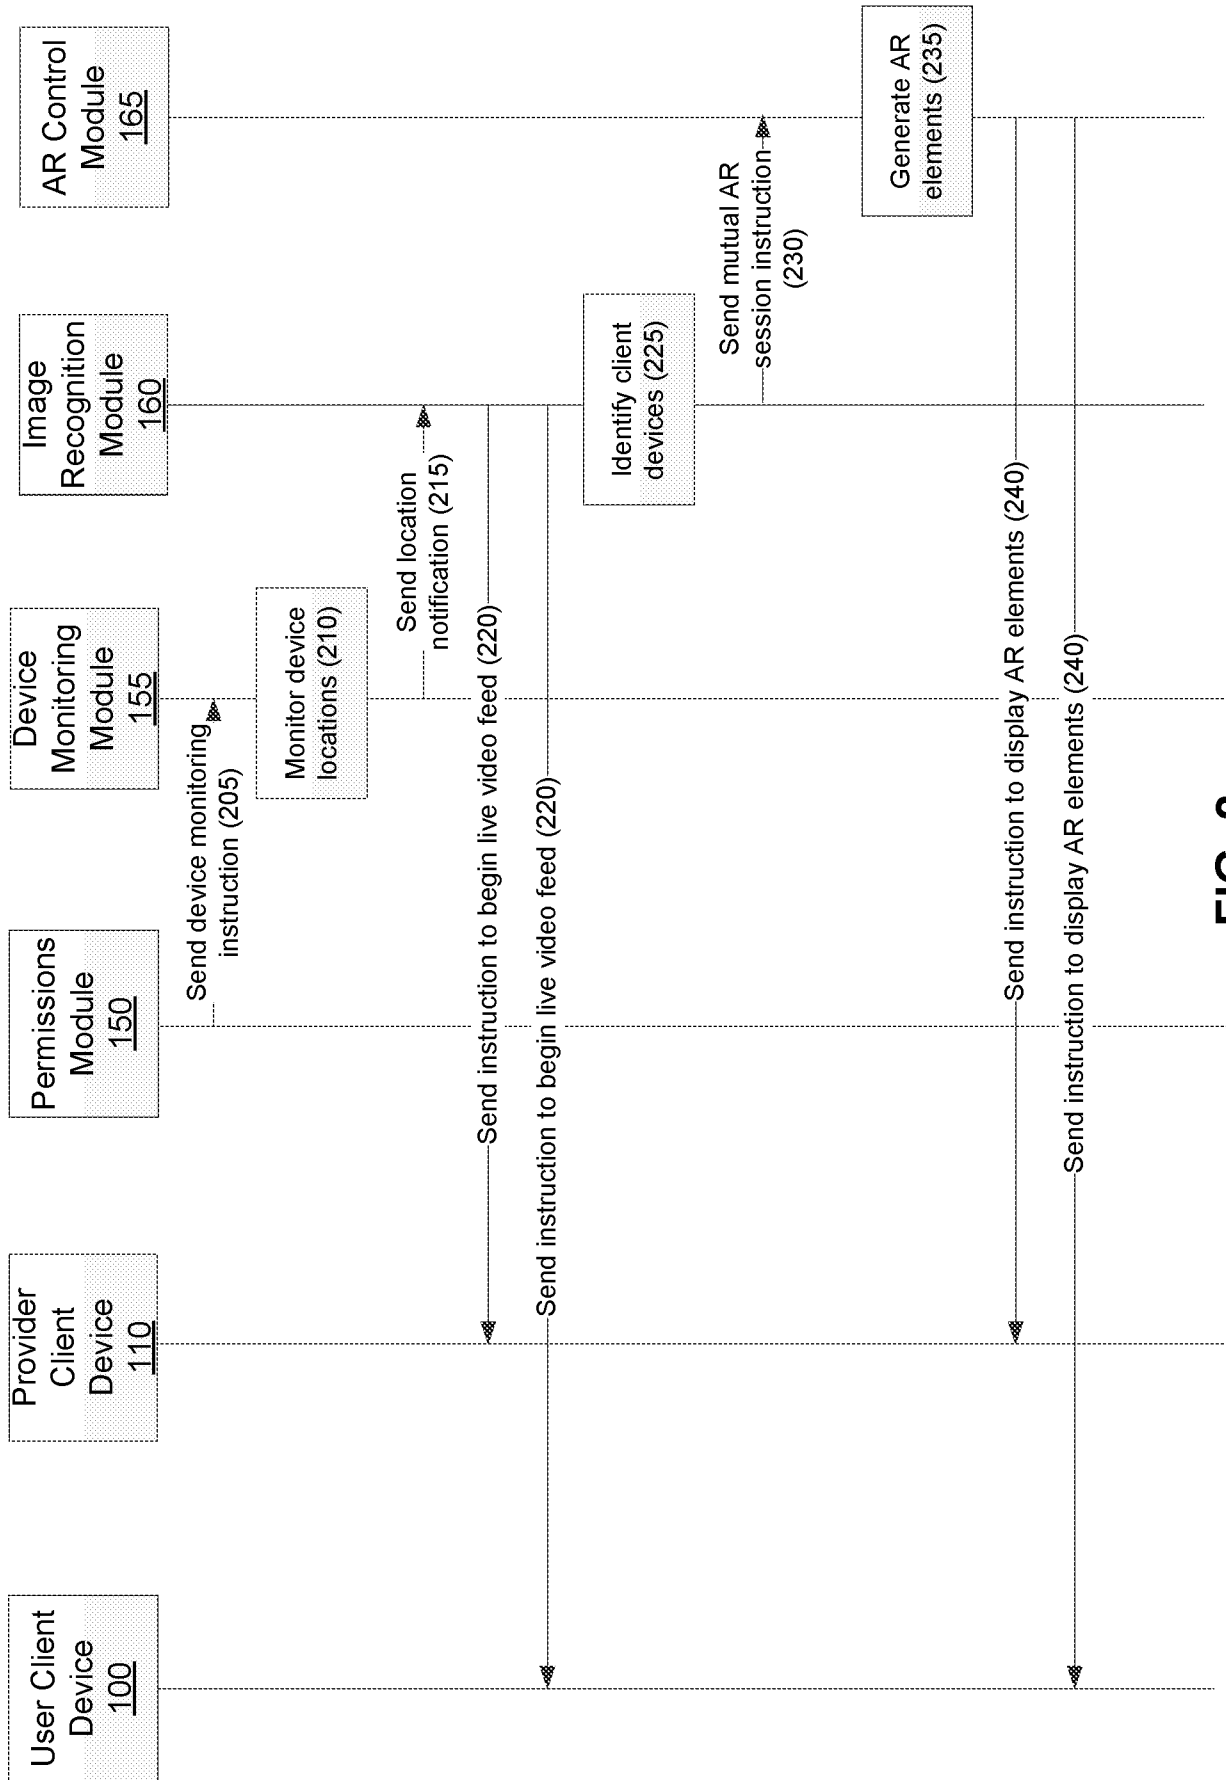 User Client
Device
100
Provider
Client
Device
110
Permissions
Module
150
Device
Monitoring
Module
155
Image
Recognition
Module
160
AR Control
Module
165
Send device monitoring
instruction (205)
Monitor device
locations (210)
Send location
notification (215)
Send instruction to begin live video feed (220)
Send instruction to begin live video feed (220)
Identify client
devices (225)
Send mutual AR
session instruction
(230)
Generate AR
elements (235)
Send instruction to display AR elements (240)
Send instruction to display AR elements (240)
FIG.